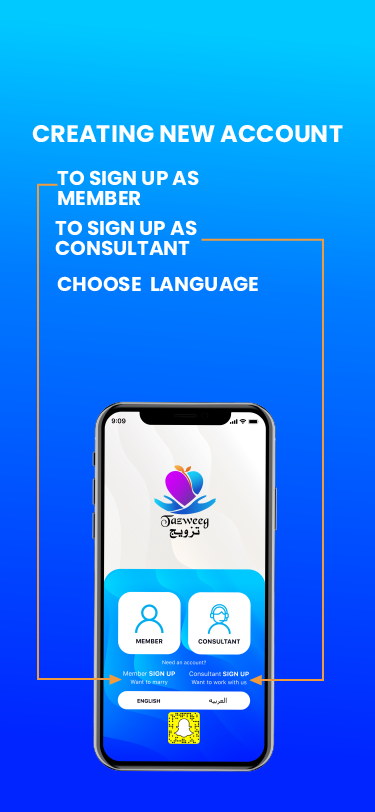 CREATING NEW ACCOUNT
TO SIGN UP AS
MEMBER
TO SIGN UP AS
CONSULTANT
CHOOSE LANGUAGE
9:09
Tazweeg
تزويج
MEMBER
CONSULTANT
Need an account?
Member SIGN UP
Consultant SIGN UP
Want to marry
Want to work with us
ENGLISH
العربية